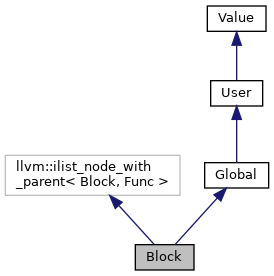 Value
User
llvm::ilist_node_with
_parent< Block, Func >
Global
Block